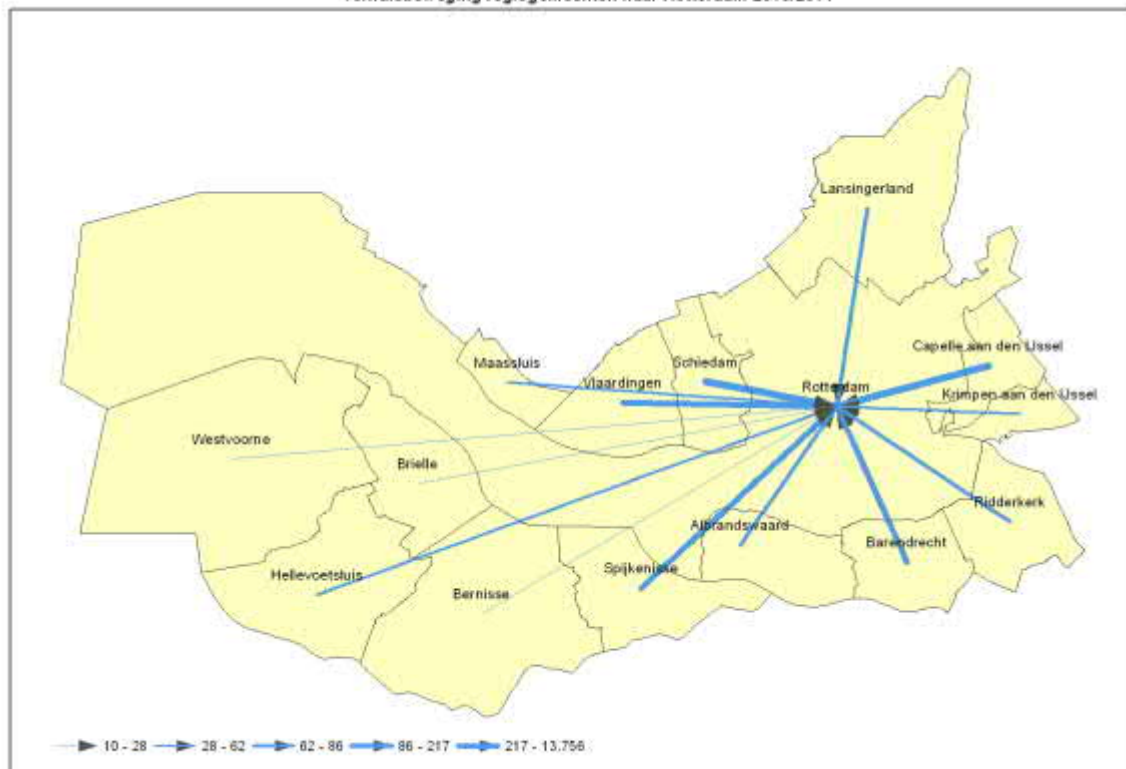 Lansingerland
Capelle aan den IJssel
Maassluis
Schiedam
Vlaardingen
Rotterdam
Krimpen aan den IJssel
Westvoorne
Brielle
Ridderkerk
Albrandswaard
Barendrecht
Hellevoetsluis
Spijkenisse
Bernisse
10 - 28 28 - 62 62 - 86 86 - 217 217 - 13.756